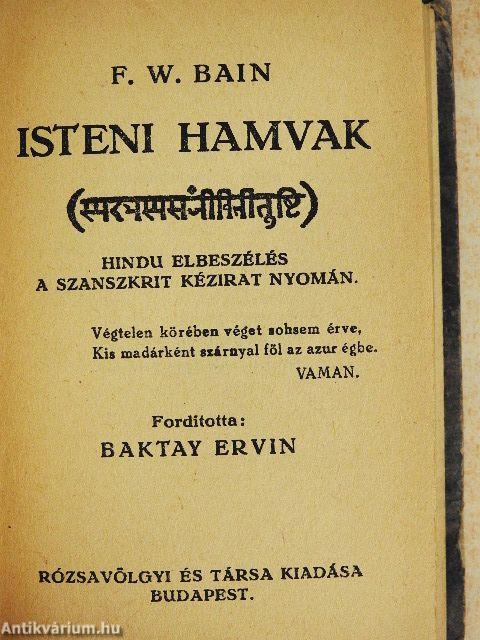 F. W. BAIN
ISTENI HAMVAK
HINDU ELBESZÉLÉS
A SZANSZKRIT KÉZIRAT NYOMÁN.
Végtelen körében véget sohsem érve,
Kis madárként szárnyal föl az azur égbe.
VAMAN.
Forditotta:
BAKTAY ERVIN
RÓZSAVÖLGYI ÉS TÁRSA KIADÁSA
BUDAPEST.
Antikvárium.hu